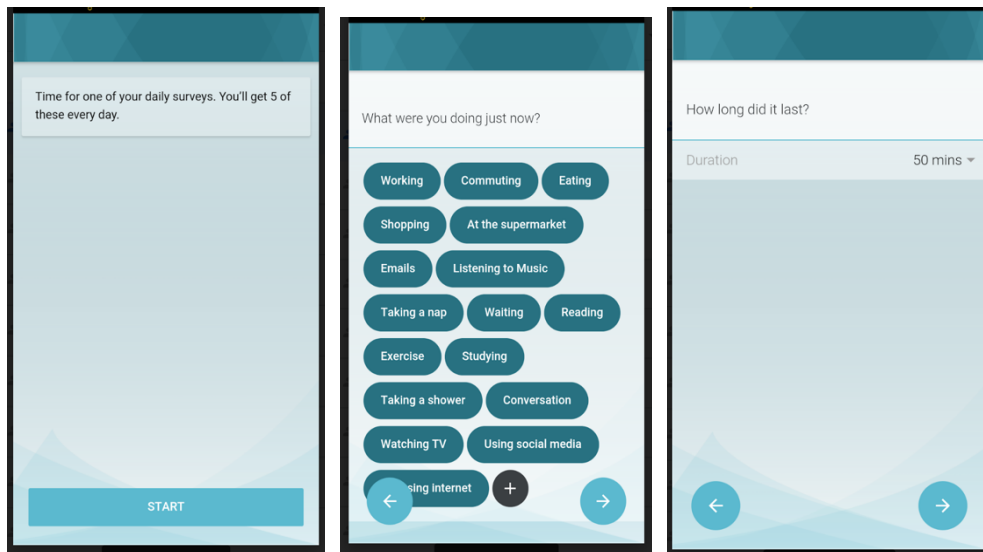 Time for one of your daily surveys. You'll get 5 of
these every day.
START
What were you doing just now?
Working Commuting Eating
Shopping At the supermarket
Emails Listening to Music
Taking a nap Waiting Reading
Exercise Studying
Taking a shower Conversation
Watching TV Using social media
sing internet +
How long did it last?
Duration 50 mins